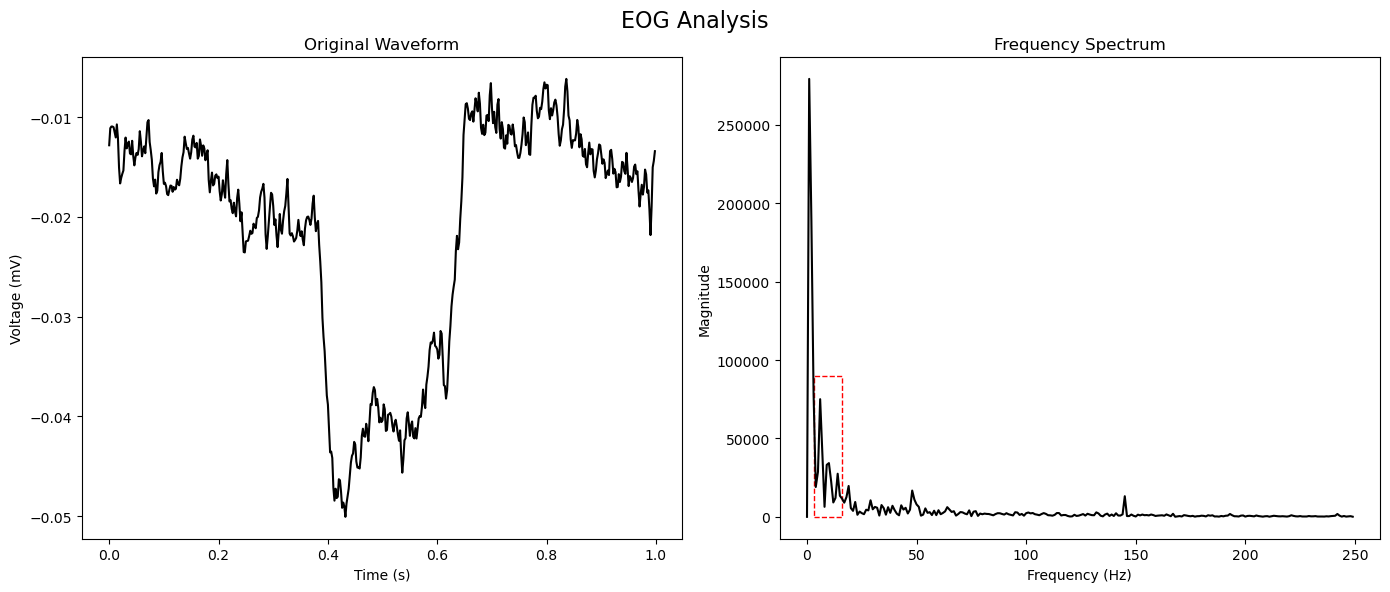 EOG Analysis
Original Waveform
Voltage (mV)
−0.01
−0.02
−0.03
−0.04
−0.05
0.0 0.2 0.4 0.6 0.8 1.0
Time (s)
Frequency Spectrum
Magnitude
250000
200000
150000
100000
50000
0
0 50 100 150 200 250
Frequency (Hz)